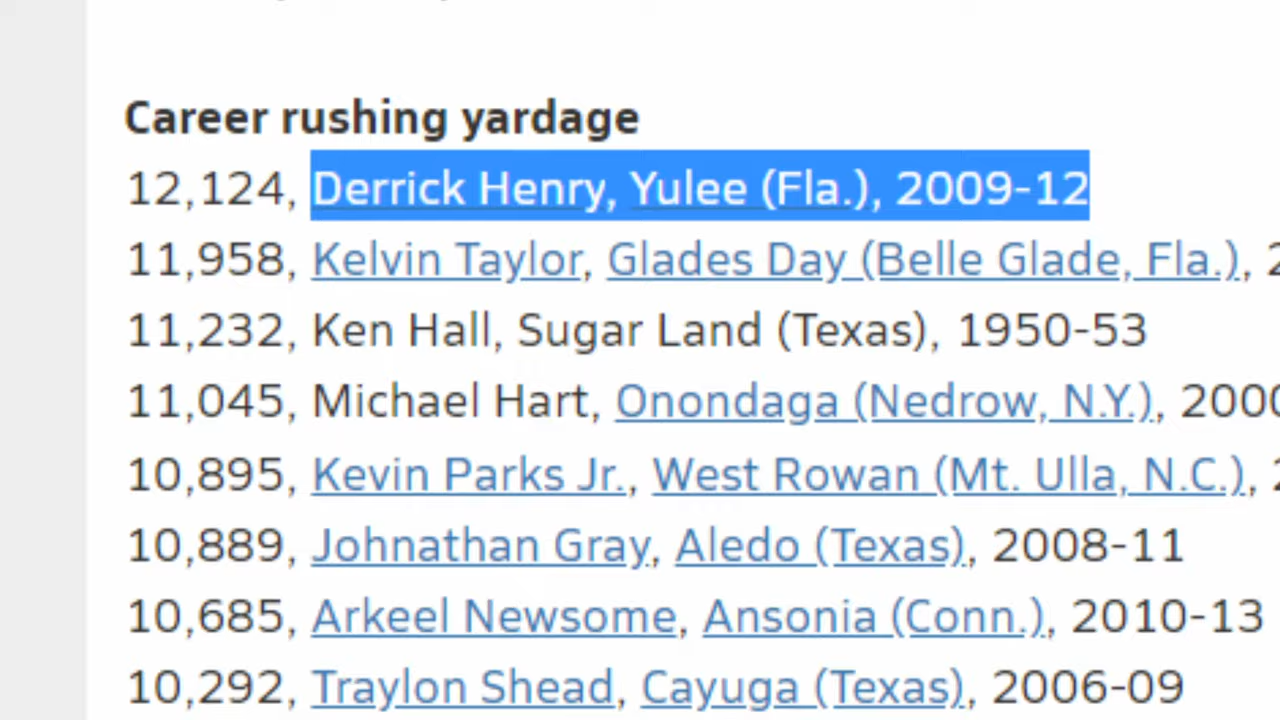 Career rushing yardage
12,124, Derrick Henry, Yulee (Fla.), 2009-12
11,958, Kelvin Taylor, Glades Day (Belle Glade, Fla.),
11,232, Ken Hall, Sugar Land (Texas), 1950-53
11,045, Michael Hart, Onondaga (Nedrow, N.Y.),
10,895, Kevin Parks Jr., West Rowan (Mt. Ulla, N.C.),
10,889, Johnathan Gray, Aledo (Texas), 2008-11
10,685, Arkeel Newsome, Ansonia (Conn.), 2010-13
10,292, Traylon Shead, Cayuga (Texas), 2006-09